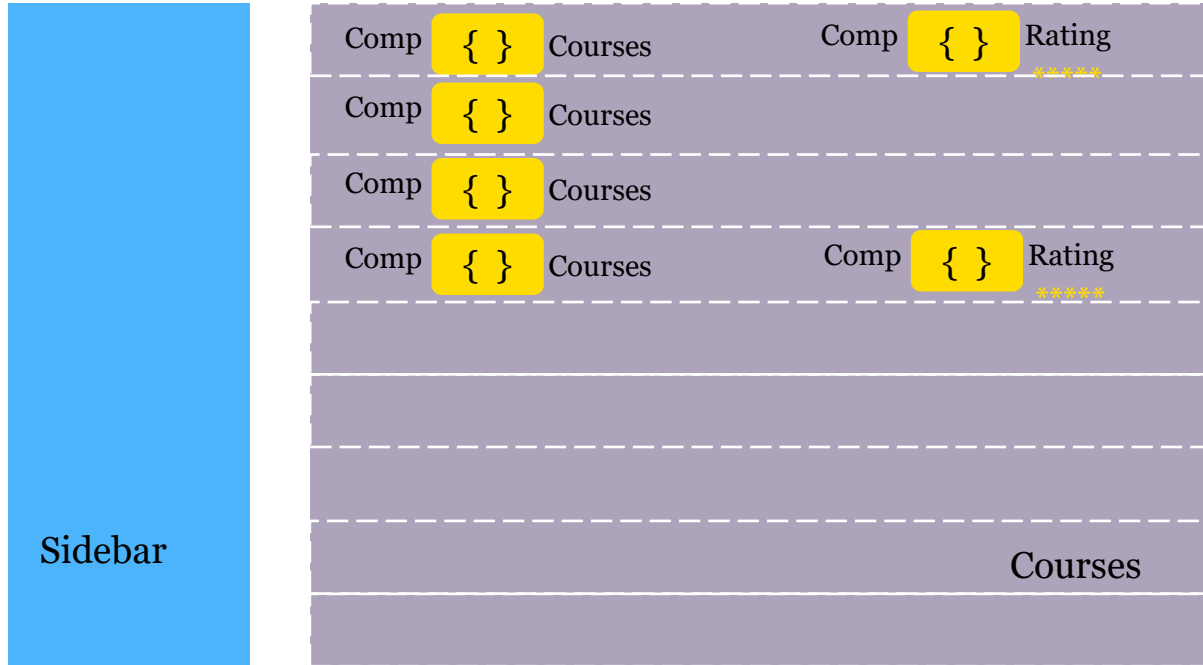 Comp { } Courses Comp { } Rating
*****
Comp { } Courses
Comp { } Courses
Comp { } Courses Comp { } Rating
*****
Sidebar
Courses